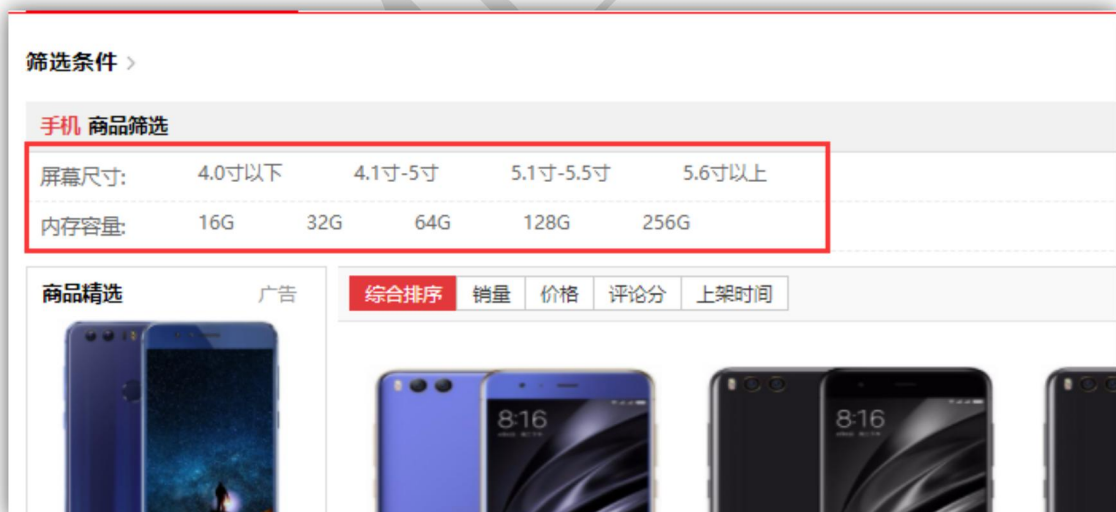 筛选条件 >
手机 商品筛选
屏幕尺寸: 4.0寸以下 4.1寸-5寸 5.1寸-5.5寸 5.6寸以上
内存容量: 16G 32G 64G 128G 256G
商品精选 广告
综合排序 销量 价格 评论分 上架时间
8:16
8:16